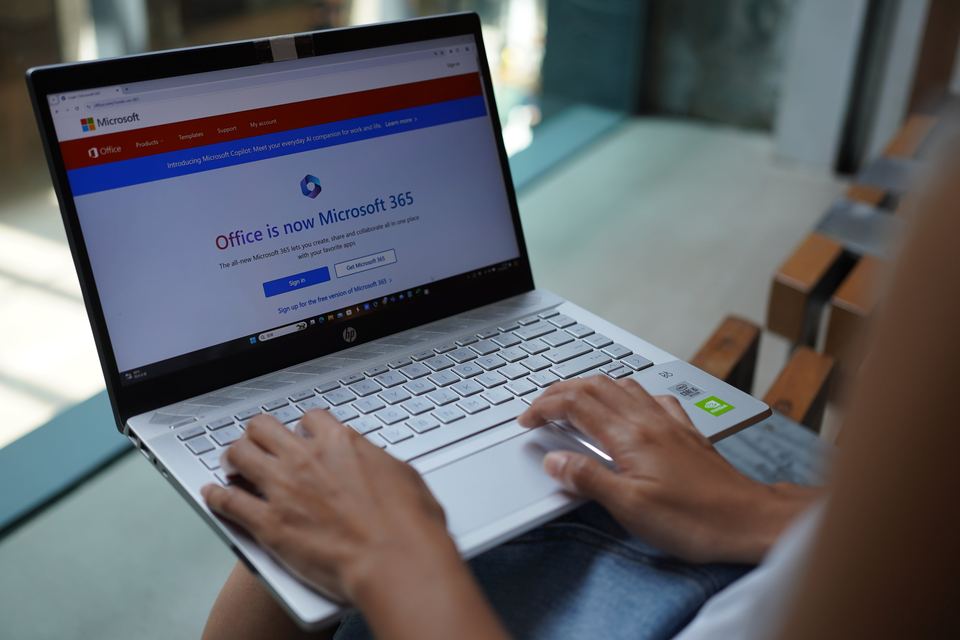 Sign in
Microsoft
Office Products Templates Support My account
Introducing Microsoft Copilot: Meet your everyday AI companion for work and life. Learn more >
Office is now Microsoft 365
The all-new Microsoft 365 lets you create, share and collaborate all in one place
with your favorite apps
Sign in Get Microsoft 365
Sign up for the free version of Microsoft 365 >
hp